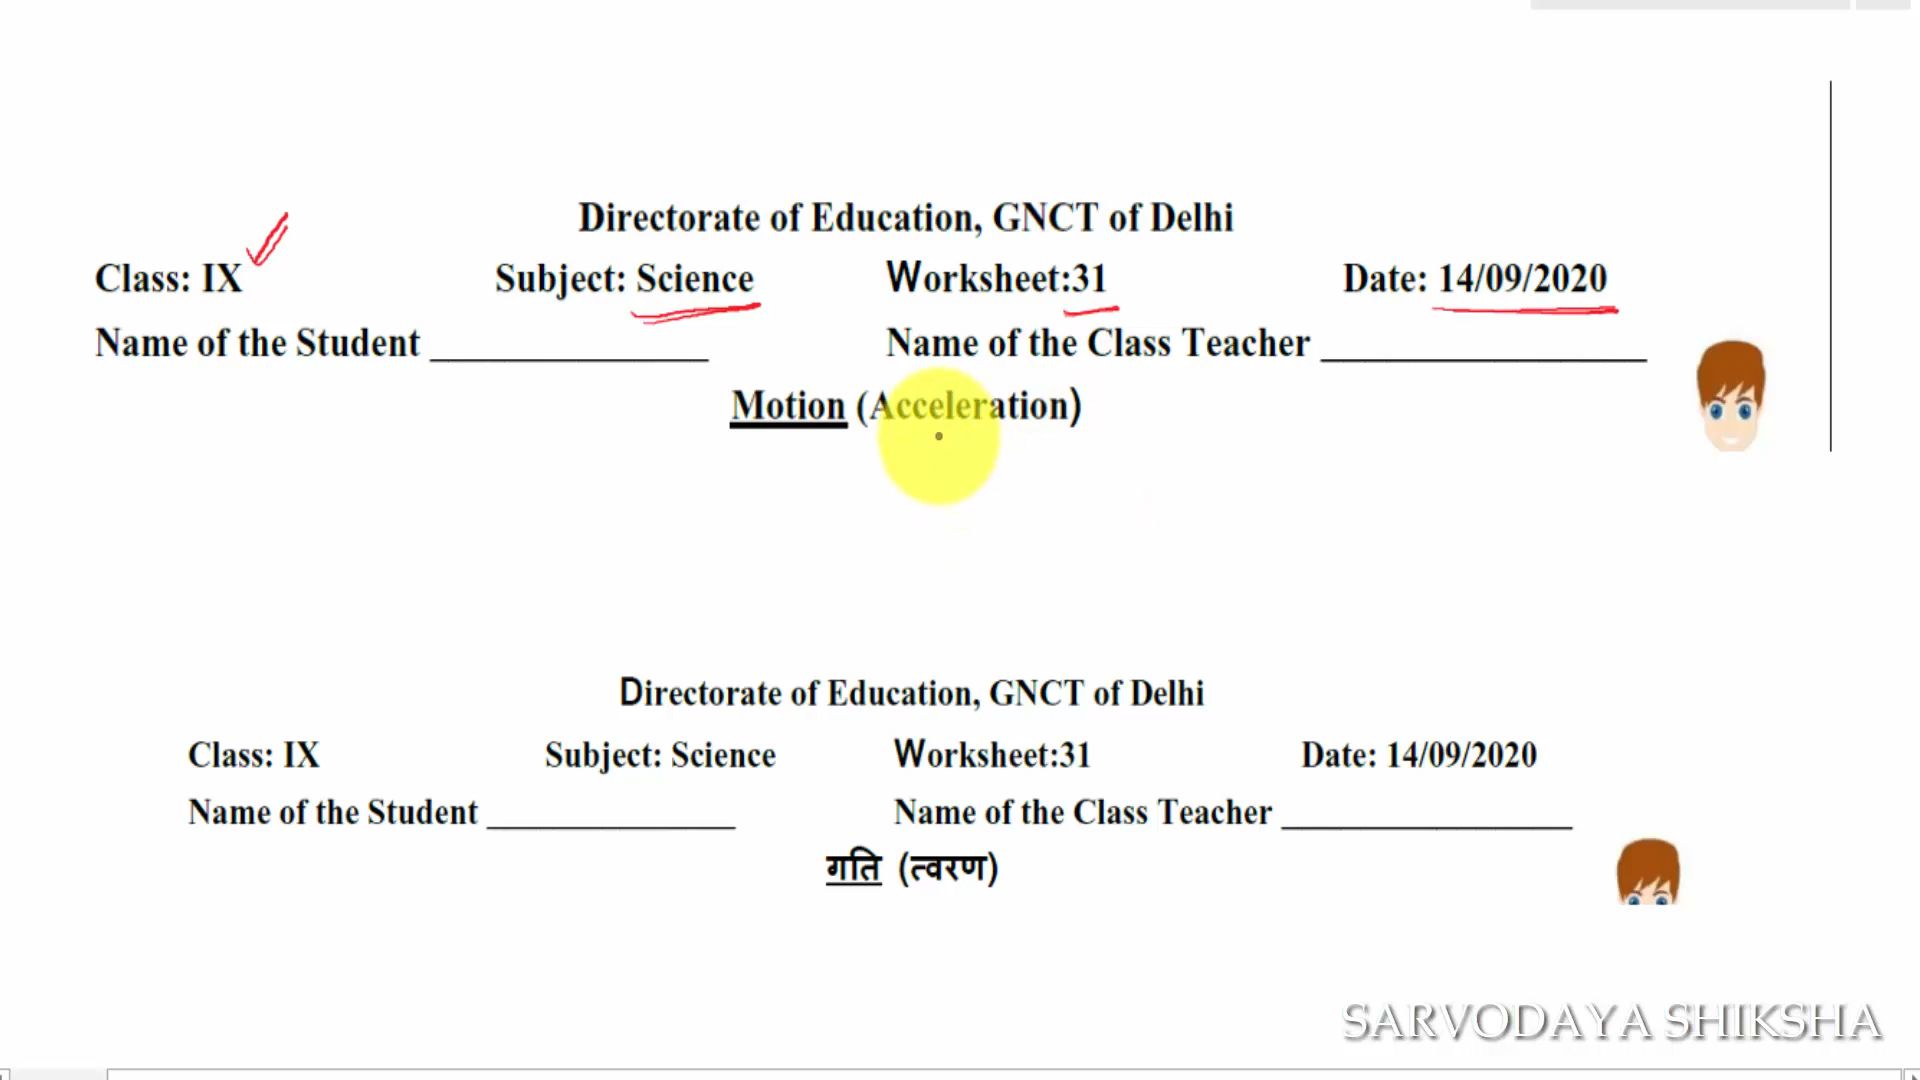 Directorate of Education, GNCT of Delhi
Class: IX Subject: Science Worksheet:31 Date: 14/09/2020
Name of the Student _______________ Name of the Class Teacher _________________
Motion (Acceleration)
Directorate of Education, GNCT of Delhi
Class: IX Subject: Science Worksheet:31 Date: 14/09/2020
Name of the Student _______________ Name of the Class Teacher _________________
गति (त्वरण)
SARVODAYA SHIKSHA